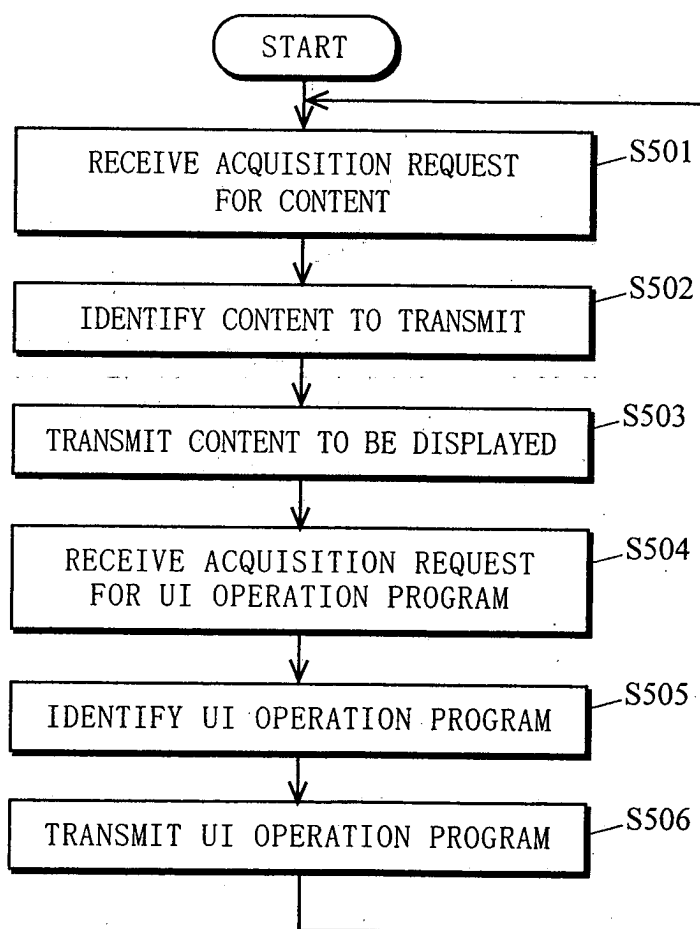 START
RECEIVE ACQUISITION REQUEST
FOR CONTENT
S501
IDENTIFY CONTENT TO TRANSMIT
S502
TRANSMIT CONTENT TO BE DISPLAYED
S503
RECEIVE ACQUISITION REQUEST
FOR UI OPERATION PROGRAM
S504
IDENTIFY UI OPERATION PROGRAM
S505
TRANSMIT UI OPERATION PROGRAM
S506